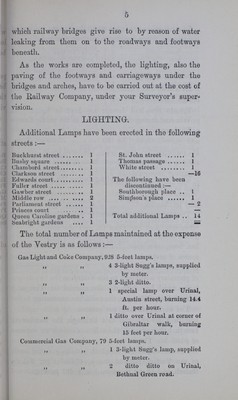 5
which railway bridges give rise to by reason of water
leaking from them on to the roadways and footways
beneath.
As the works are completed, the lighting, also the
paving of the footways and carriageways under the
bridges and arches, have to be carried out at the cost of
the Railway Company, under your Surveyor's super-
vision.
LIGHTING.
Additional Lamps have been erected in the following
streets :—
Buckhurst street ........ 1
Busby square .......... 1
Chambord street ........ 1
Clarkson street ........ 1
Edwards court.......... 1
Fuller street .......... 1
Gawber street .......... 1
Middle row ............ 2
Parliament street ...... 1
Princes court .......... 1
Queen Caroline gardens . 1
Seabright gardens ...... 1
St. John street ........ 1
Thomas passage ........ 1
White street .......... 1
—16
The following have been
discontinued :—
Southborough place .. 1
Simpson's place ...... 1
— 2
Total additional Lamps .. 14
The total number of Lamps maintained at the expense
of the Vestry is as follows :—
Gas Light and Coke Company, 928 5-feet lamps.
,, ,, 4 3-light Sugg's lamps, supplied
by meter.
,, ,, 3 2-light ditto.
,, ,, 1 special lamp over Urinal,
Austin street, burning 14.4
ft. per hour.
,, ,, 1 ditto over Urinal at corner of
Gibraltar walk, burning
15 feet per hour.
Commercial Gas Company, 79 5-feet lamps.
,, ,, 1 3-light Sugg's lamp, supplied
by meter.
,, ,, 2 ditto ditto on Urinal,
Bethnal Green road.